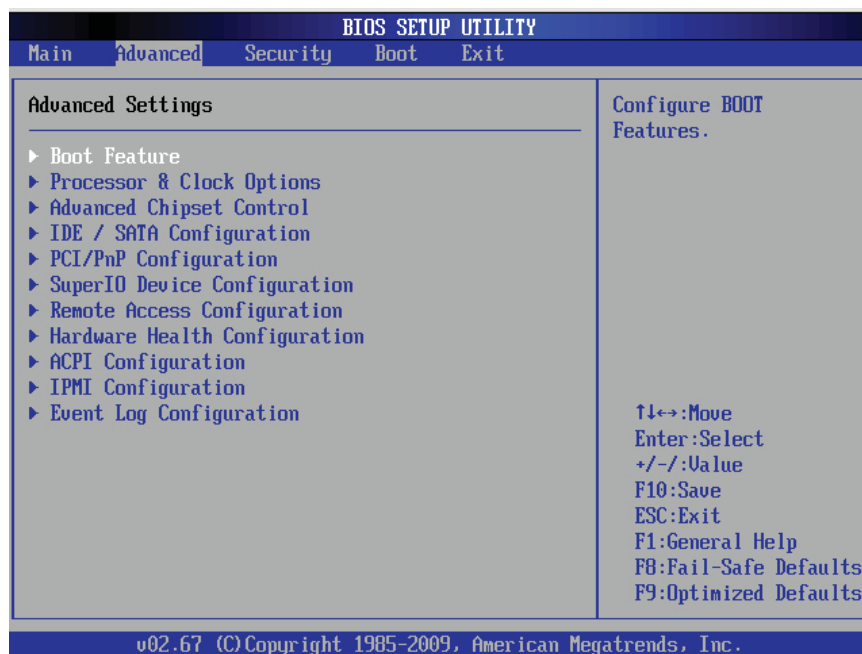 BIOS SETUP UTILITY
Main Advanced Security Boot Exit
Advanced Settings
Boot Feature
Processor & Clock Options
Advanced Chipset Control
IDE / SATA Configuration
PCI/PnP Configuration
SuperIO Device Configuration
Remote Access Configuration
Hardware Health Configuration
ACPI Configuration
IPMI Configuration
Event Log Configuration
Configure BOOT
Features.
↑↓←→:Move
Enter:Select
+/-/:Value
F10:Save
ESC:Exit
F1:General Help
F8:Fail-Safe Defaults
F9:Optimized Defaults
v02.67 (C)Copyright 1985-2009, American Megatrends, Inc.